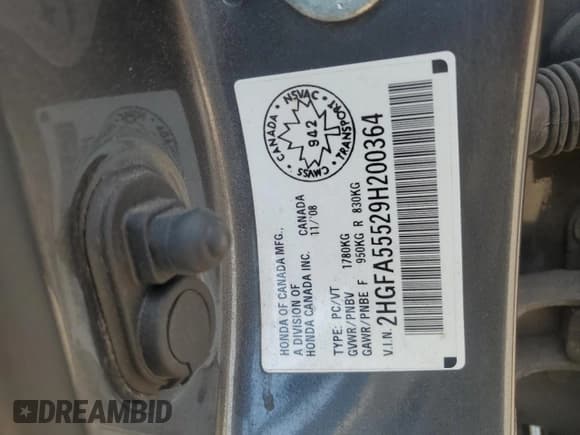 HONDA OF CANADA MFG.,
A DIVISION OF
HONDA CANADA INC. CANADA
11/'08
TYPE: PC/VT
GVWR/PNBV 1780KG
GAWR/PNBE F 950KG R 830KG
V.I.N. 2HGFA55529H200364
CANADA · NSVAC · TRANSPORT · CMVSS
942
DREAMBID